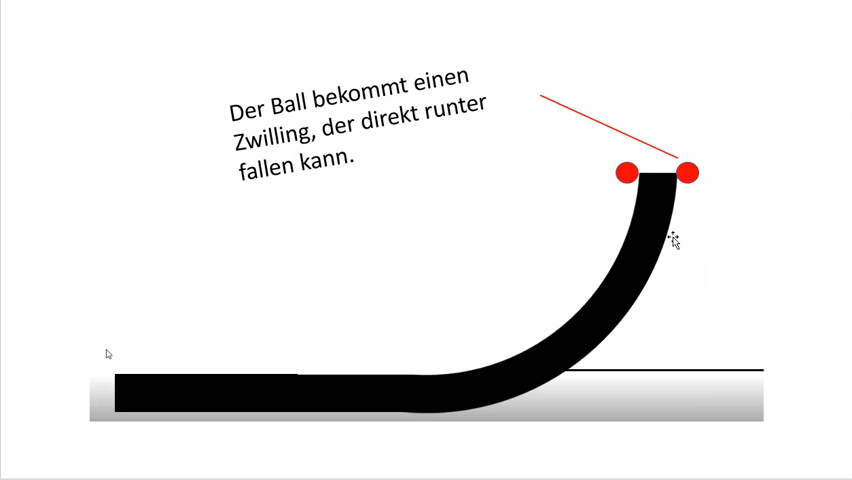 Der Ball bekommt einen
Zwilling, der direkt runter
fallen kann.